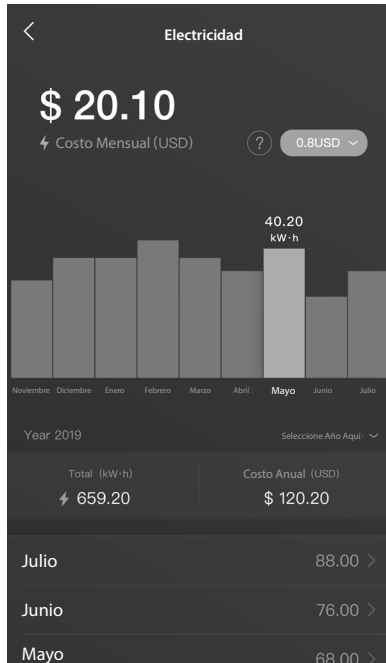 Electricidad
$ 20.10
Costo Mensual (USD)
?
0.8USD
40.20
kW·h
Noviembre Diciembre Enero Febrero Marzo Abril Mayo Junio Julio
Year 2019
Seleccione Año Aquí
Total (kW·h)
Costo Anual (USD)
659.20
$ 120.20
Julio
88.00
Junio
76.00
Mayo
68.00